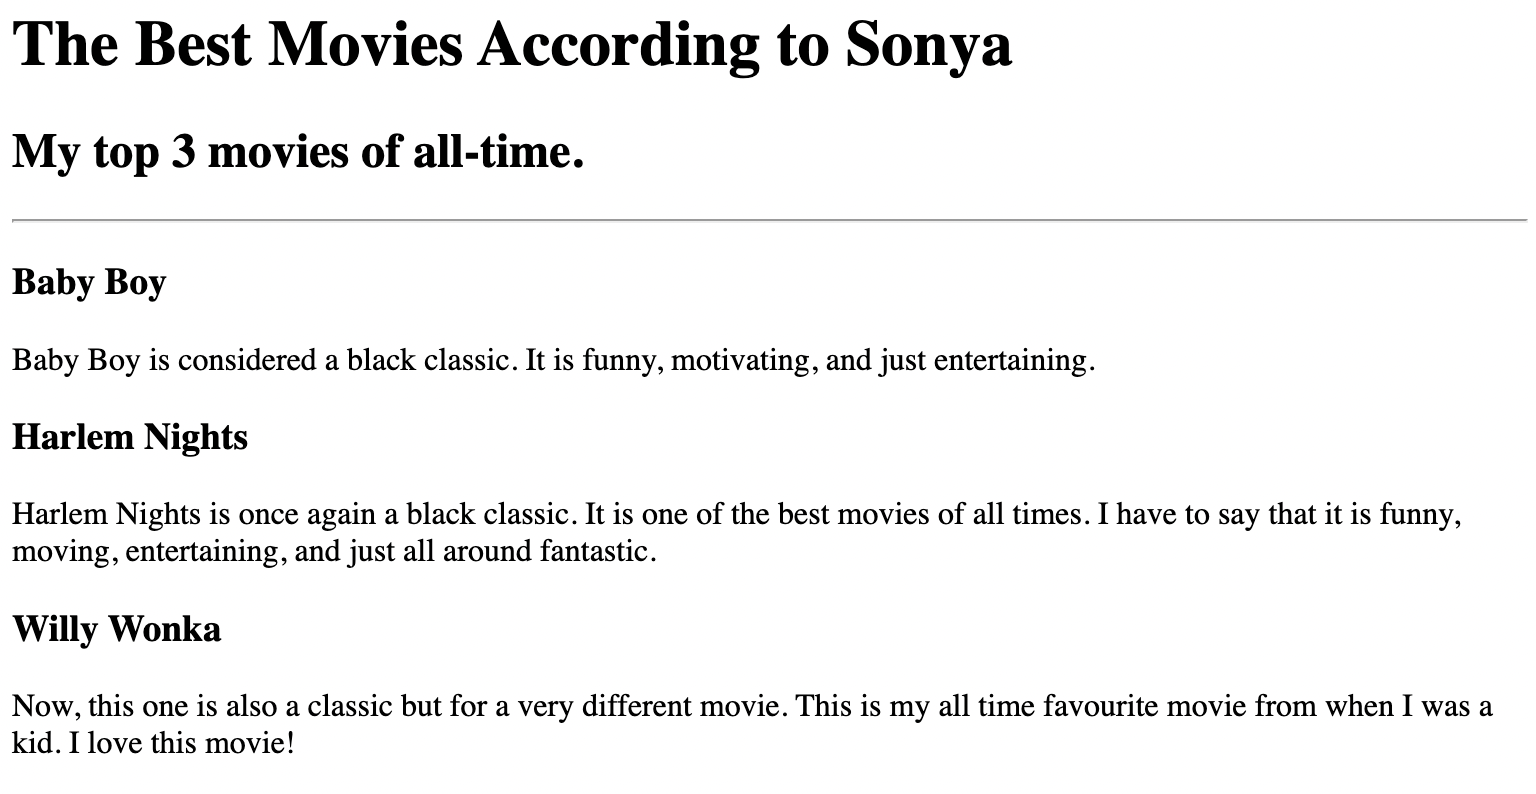 The Best Movies According to Sonya
My top 3 movies of all-time.
Baby Boy
Baby Boy is considered a black classic. It is funny, motivating, and just entertaining.
Harlem Nights
Harlem Nights is once again a black classic. It is one of the best movies of all times. I have to say that it is funny,
moving, entertaining, and just all around fantastic.
Willy Wonka
Now, this one is also a classic but for a very different movie. This is my all time favourite movie from when I was a
kid. I love this movie!